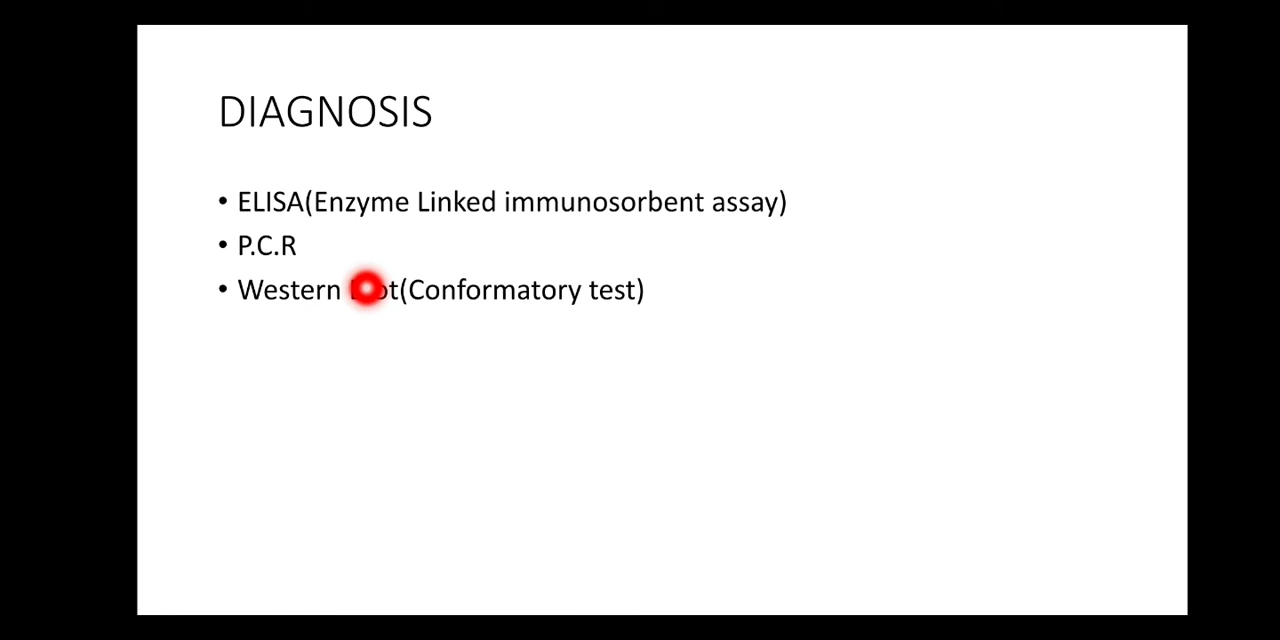 DIAGNOSIS
• ELISA(Enzyme Linked immunosorbent assay)
• P.C.R
• Western Blot(Conformatory test)